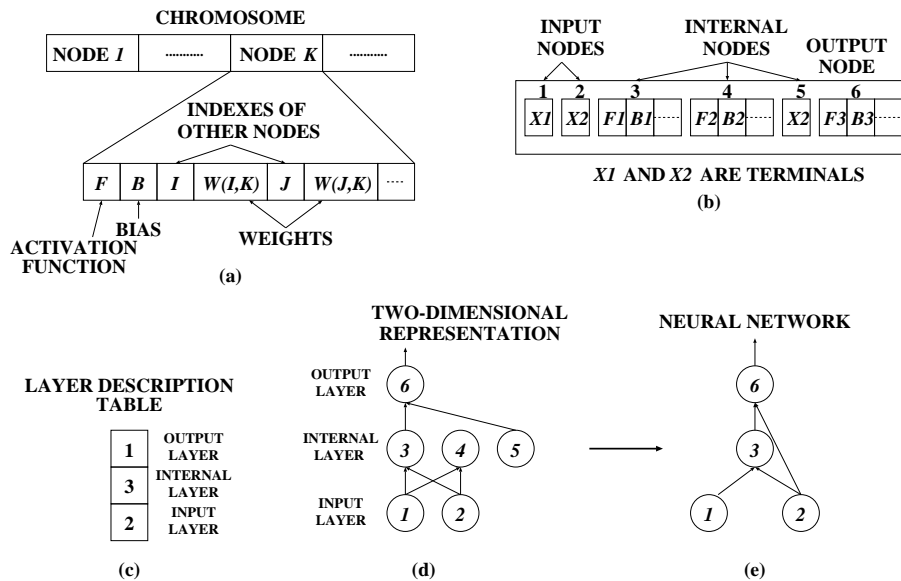 CHROMOSOME
NODE 1 ........... NODE K ...........
INDEXES OF
OTHER NODES
F B I W(I,K) J W(J,K) ....
BIAS
WEIGHTS
ACTIVATION
FUNCTION
(a)
INPUT
NODES
INTERNAL
NODES
OUTPUT
NODE
1 2 3 4 5 6
X1 X2 F1 B1 ..... F2 B2 ..... X2 F3 B3 .....
X1 AND X2 ARE TERMINALS
(b)
LAYER DESCRIPTION
TABLE
1 OUTPUT
LAYER
3 INTERNAL
LAYER
2 INPUT
LAYER
(c)
TWO-DIMENSIONAL
REPRESENTATION
OUTPUT
LAYER
6
INTERNAL
LAYER
3 4 5
INPUT
LAYER
1 2
(d)
NEURAL NETWORK
6
3
1 2
(e)